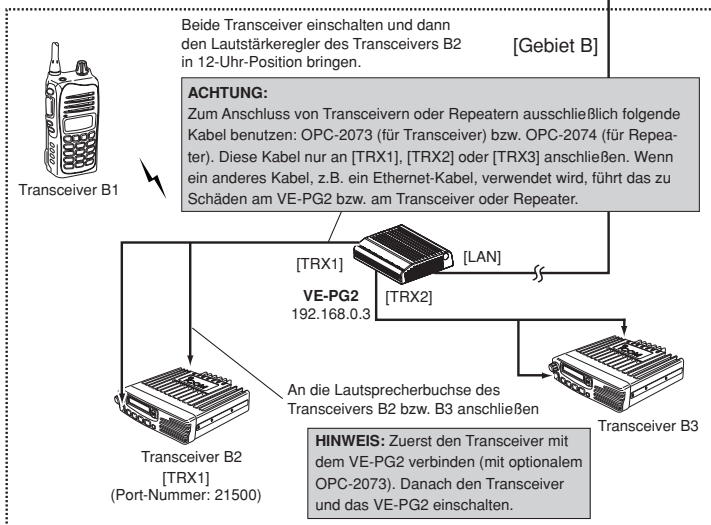 Beide Transceiver einschalten und dann
den Lautstärkeregler des Transceivers B2
in 12-Uhr-Position bringen.
[Gebiet B]
ACHTUNG:
Zum Anschluss von Transceivern oder Repeatern ausschließlich folgende
Kabel benutzen: OPC-2073 (für Transceiver) bzw. OPC-2074 (für Repea-
ter). Diese Kabel nur an [TRX1], [TRX2] oder [TRX3] anschließen. Wenn
ein anderes Kabel, z.B. ein Ethernet-Kabel, verwendet wird, führt das zu
Schäden am VE-PG2 bzw. am Transceiver oder Repeater.
Transceiver B1
[TRX1]
[LAN]
VE-PG2
[TRX2]
192.168.0.3
An die Lautsprecherbuchse des
Transceivers B2 bzw. B3 anschließen
Transceiver B3
Transceiver B2
[TRX1]
(Port-Nummer: 21500)
HINWEIS: Zuerst den Transceiver mit
dem VE-PG2 verbinden (mit optionalem
OPC-2073). Danach den Transceiver
und das VE-PG2 einschalten.